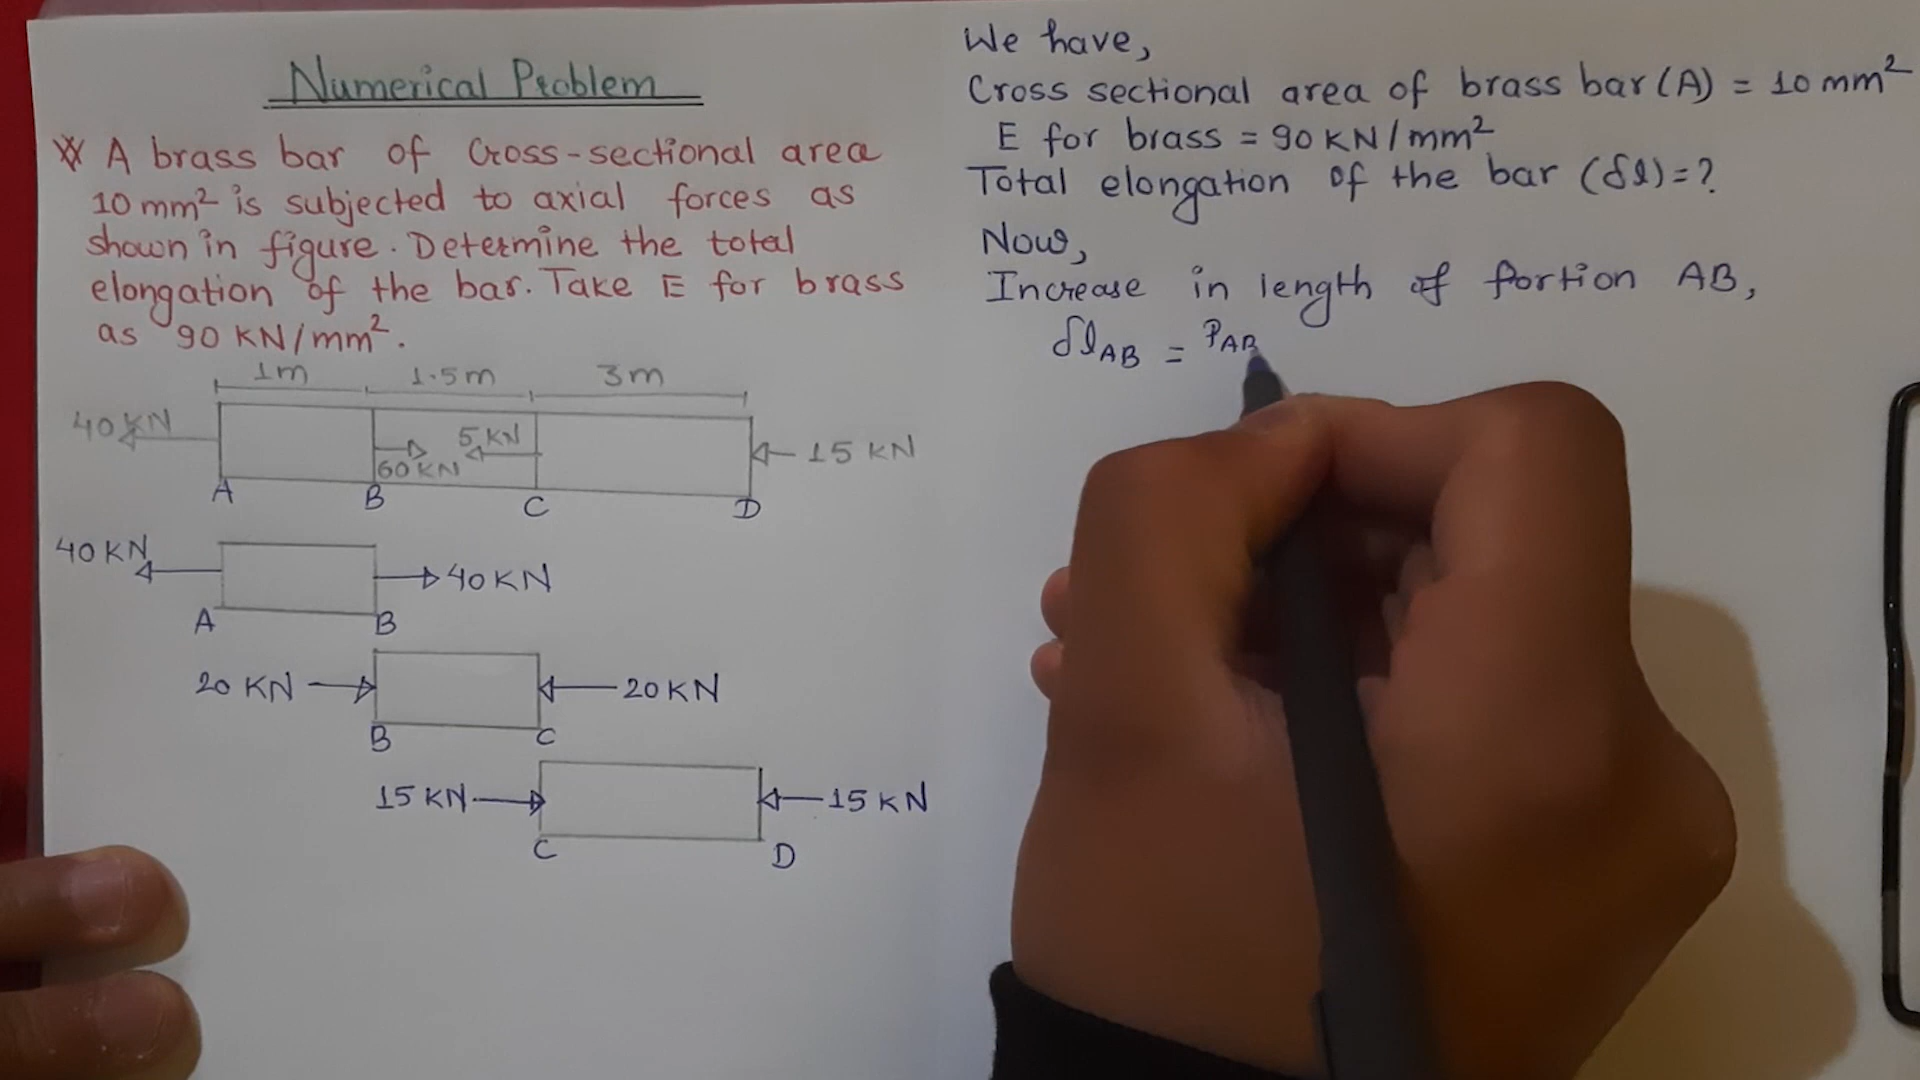 Numerical Problem
* A brass bar of Cross-sectional area
10 mm² is subjected to axial forces as
shown in figure. Determine the total
elongation of the bar. Take E for brass
as 90 KN/mm².
1m 1.5m 3m
40 KN
60 KN
5 KN
15 KN
A B C D
40 KN
40 KN
A B
20 KN
20 KN
B C
15 KN
15 KN
C D
We have,
Cross sectional area of brass bar (A) = 10 mm²
E for brass = 90 KN/mm²
Total elongation of the bar (δl) = ?
Now,
Increase in length of portion AB,
δl_AB = P_AB